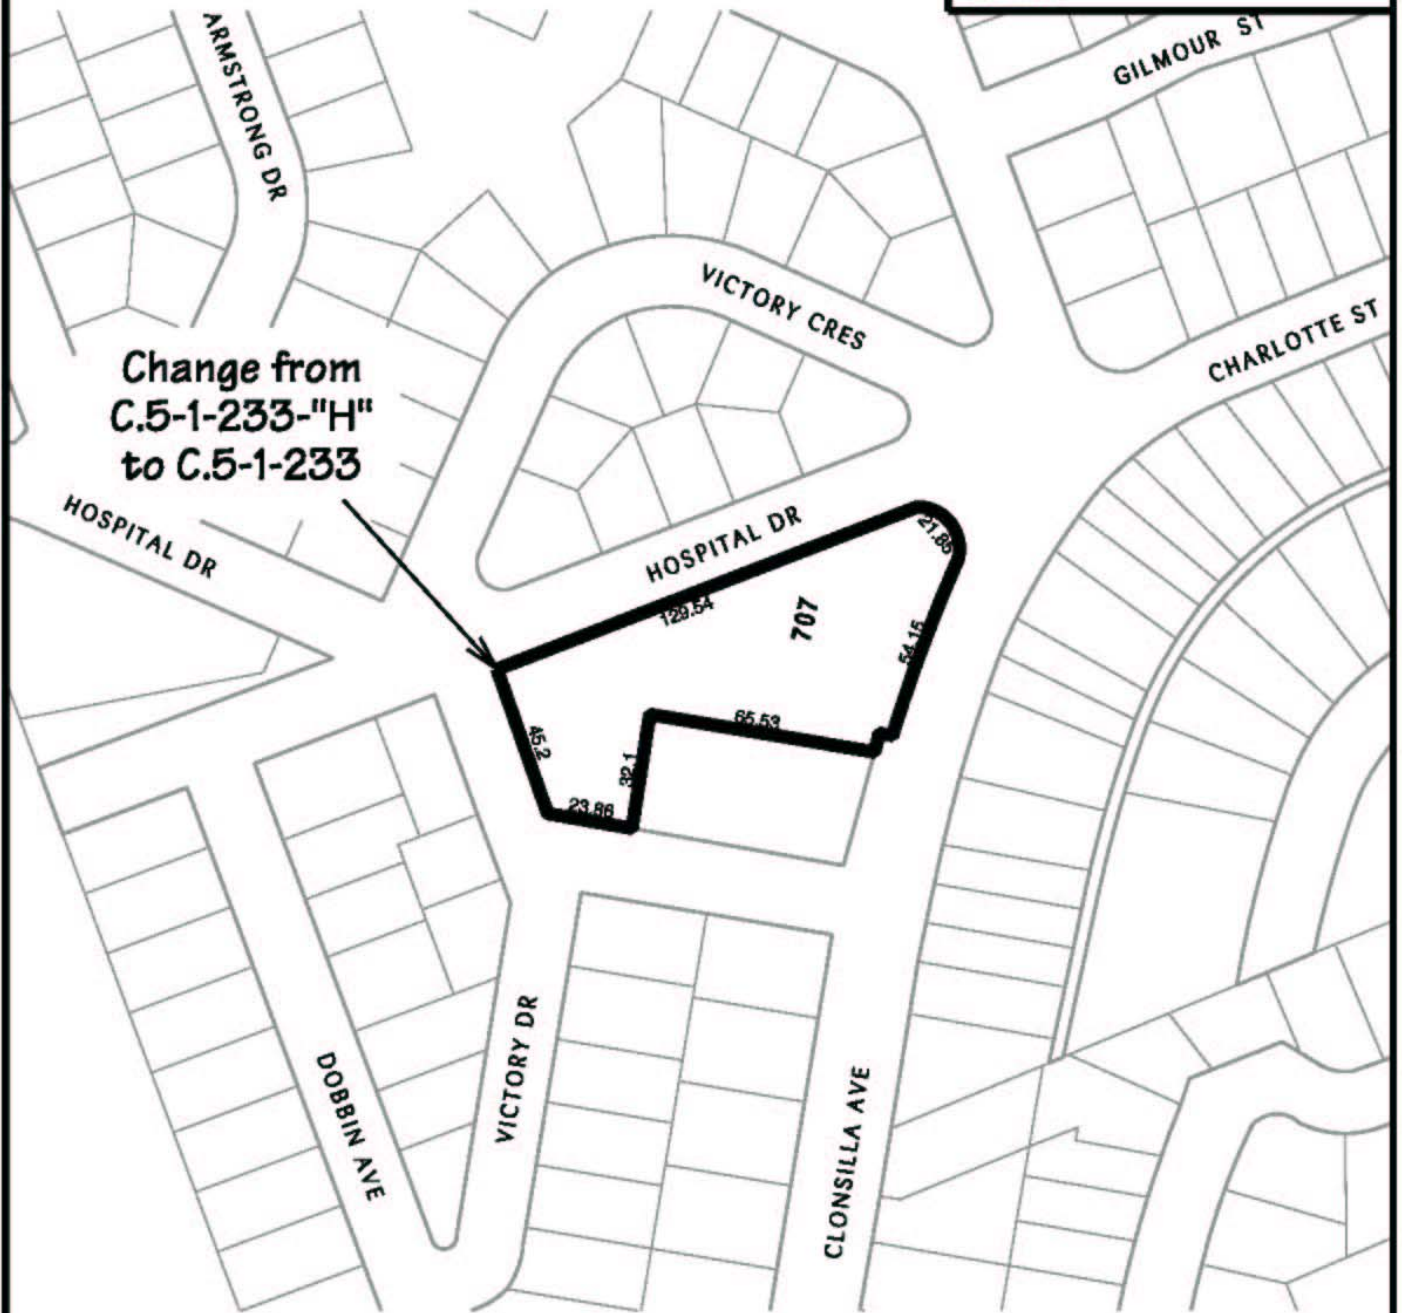 GILMOUR ST
ARMSTRONG DR
VICTORY CRES
CHARLOTTE ST
Change from
C.5-1-233-"H"
to C.5-1-233
HOSPITAL DR
HOSPITAL DR
21.85
129.54
707
54.15
65.53
45.2
32.1
23.86
VICTORY DR
DOBBIN AVE
CLONSILLA AVE